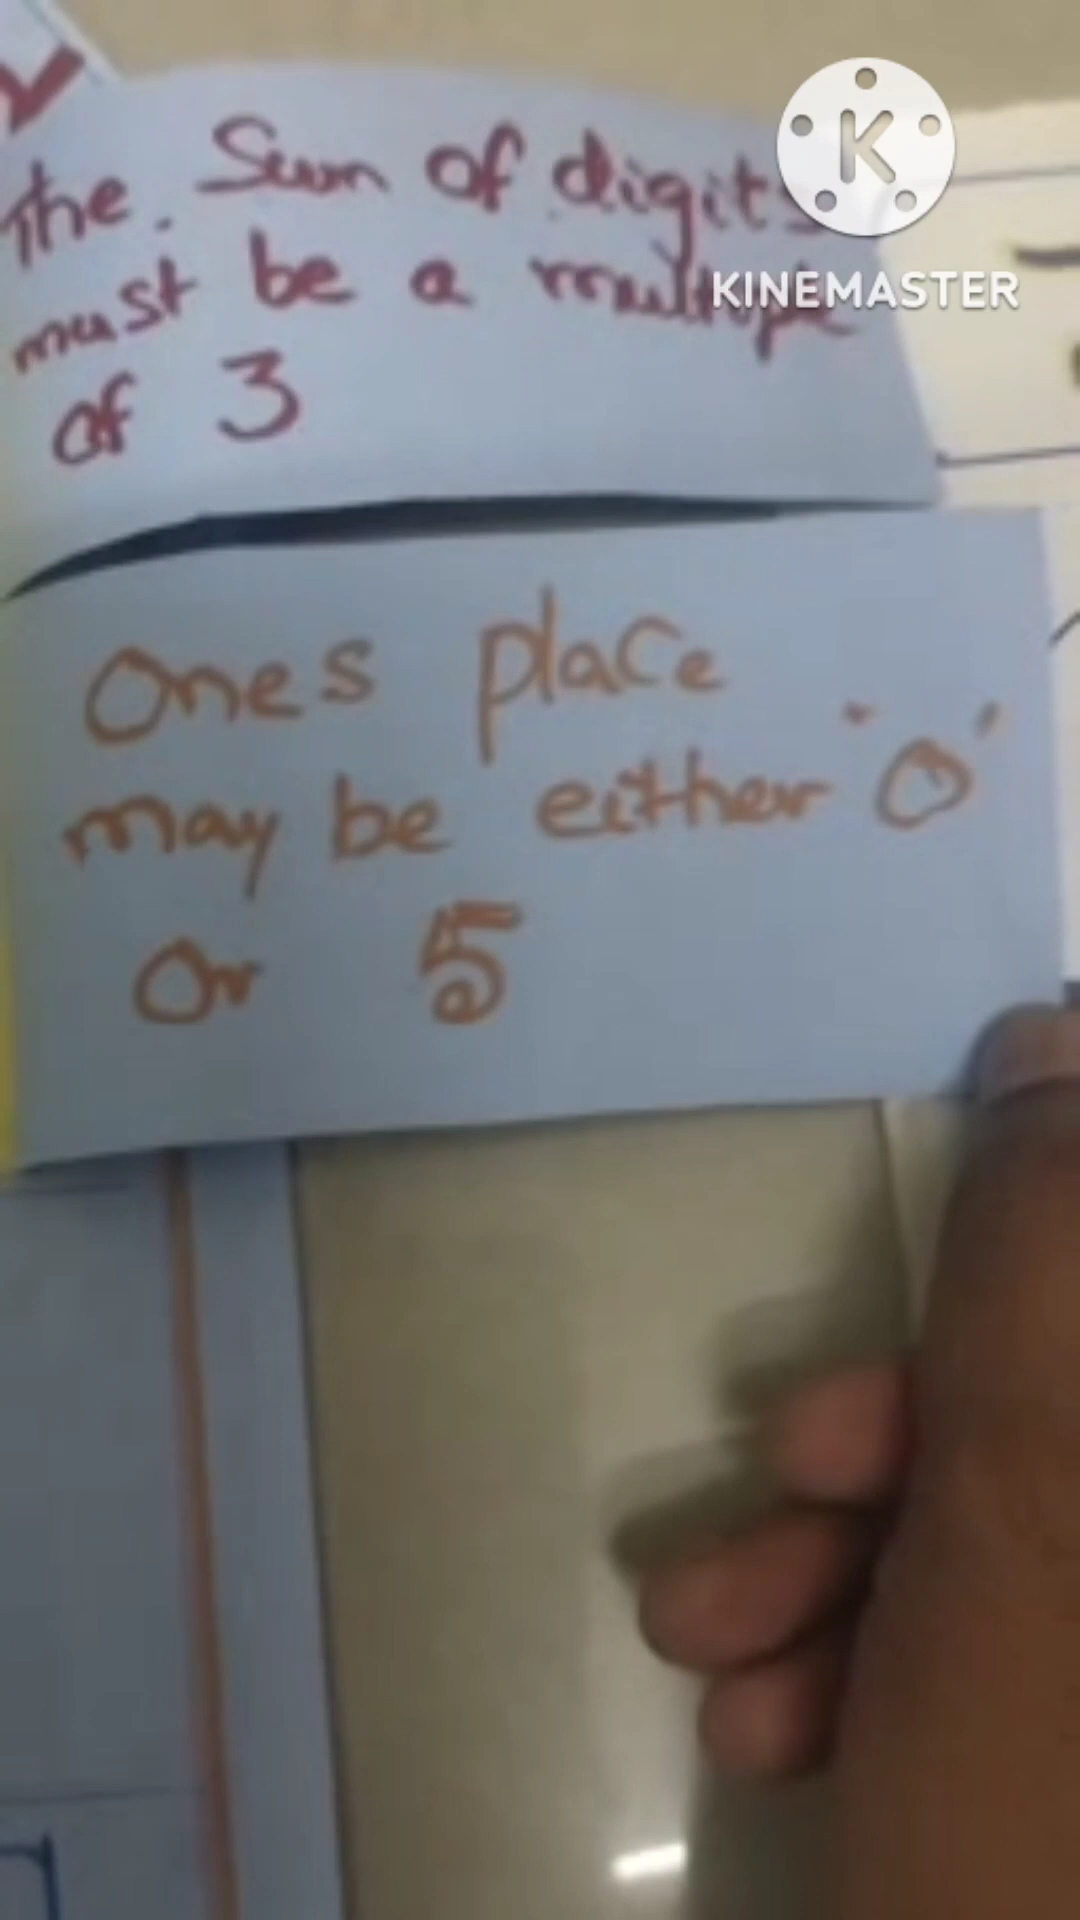 The Sum of digits
must be a multiple
of 3
KINEMASTER
Ones place
may be either '0'
or 5